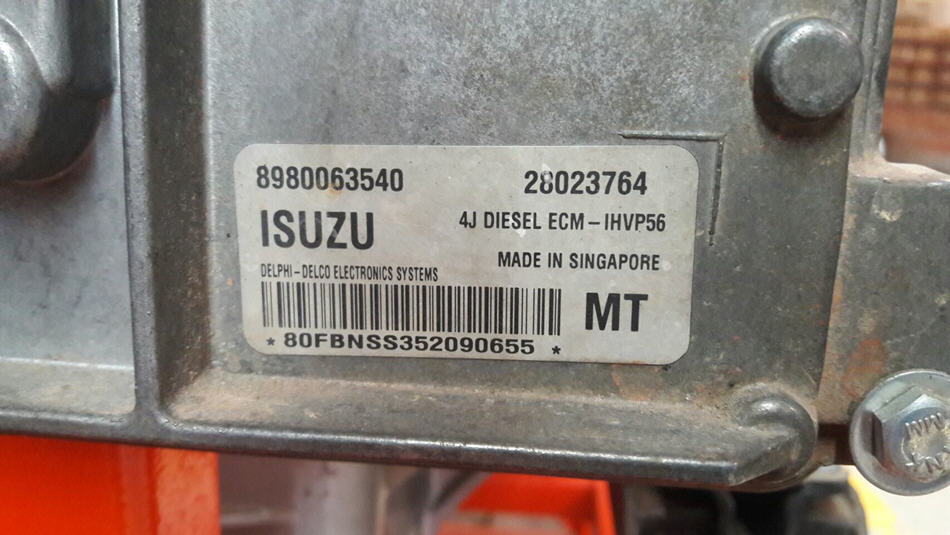 8980063540 28023764
ISUZU 4J DIESEL ECM-IHVP56
MADE IN SINGAPORE
DELPHI-DELCO ELECTRONICS SYSTEMS
MT
*80FBNSS352090655*